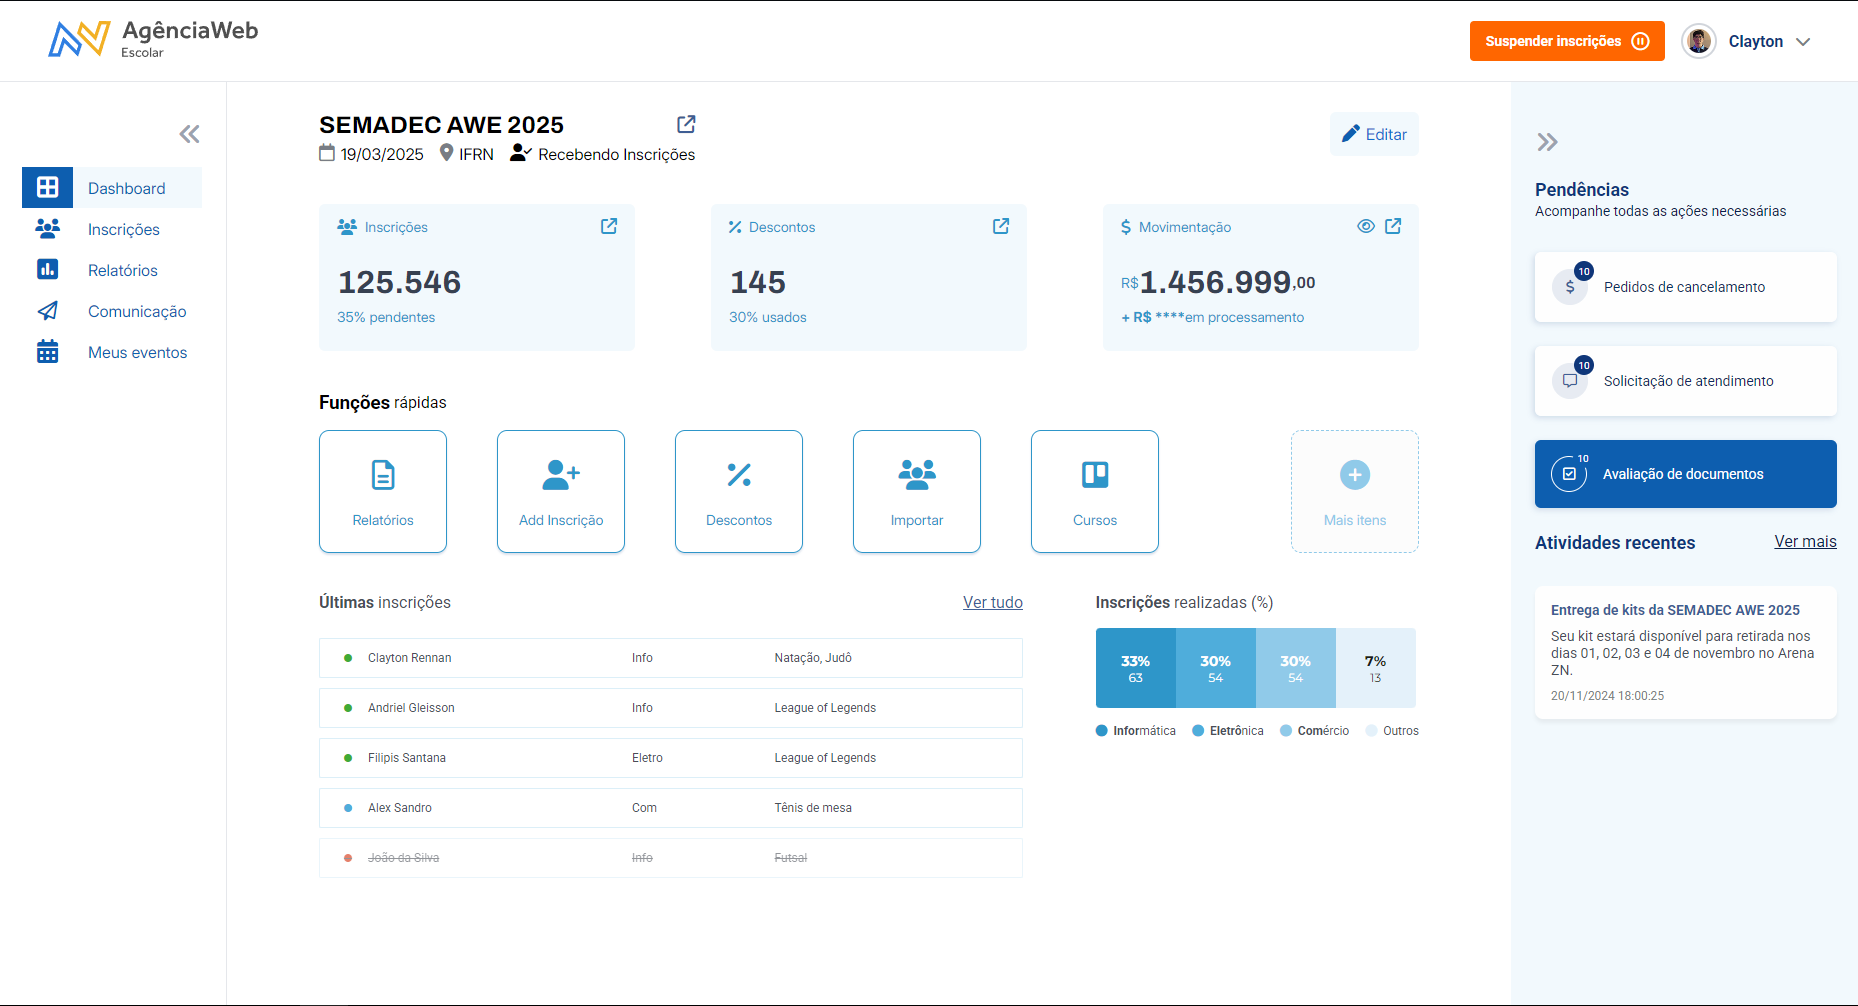 AgênciaWeb
Escolar
Suspender inscrições
Clayton
Dashboard
Inscrições
Relatórios
Comunicação
Meus eventos
SEMADEC AWE 2025
19/03/2025 IFRN Recebendo Inscrições
Editar
Inscrições
125.546
35% pendentes
Descontos
145
30% usados
Movimentação
R$1.456.999,00
+ R$ ****em processamento
Funções rápidas
Relatórios
Add Inscrição
Descontos
Importar
Cursos
Mais itens
Últimas inscrições Ver tudo
Clayton Rennan Info Natação, Judô
Andriel Gleisson Info League of Legends
Filipis Santana Eletro League of Legends
Alex Sandro Com Tênis de mesa
João da Silva Info Futsal
Inscrições realizadas (%)
33% 30% 30% 7%
63 54 54 13
Informática Eletrônica Comércio Outros
Pendências
Acompanhe todas as ações necessárias
10
Pedidos de cancelamento
10
Solicitação de atendimento
10
Avaliação de documentos
Atividades recentes Ver mais
Entrega de kits da SEMADEC AWE 2025
Seu kit estará disponível para retirada nos
dias 01, 02, 03 e 04 de novembro no Arena
ZN.
20/11/2024 18:00:25